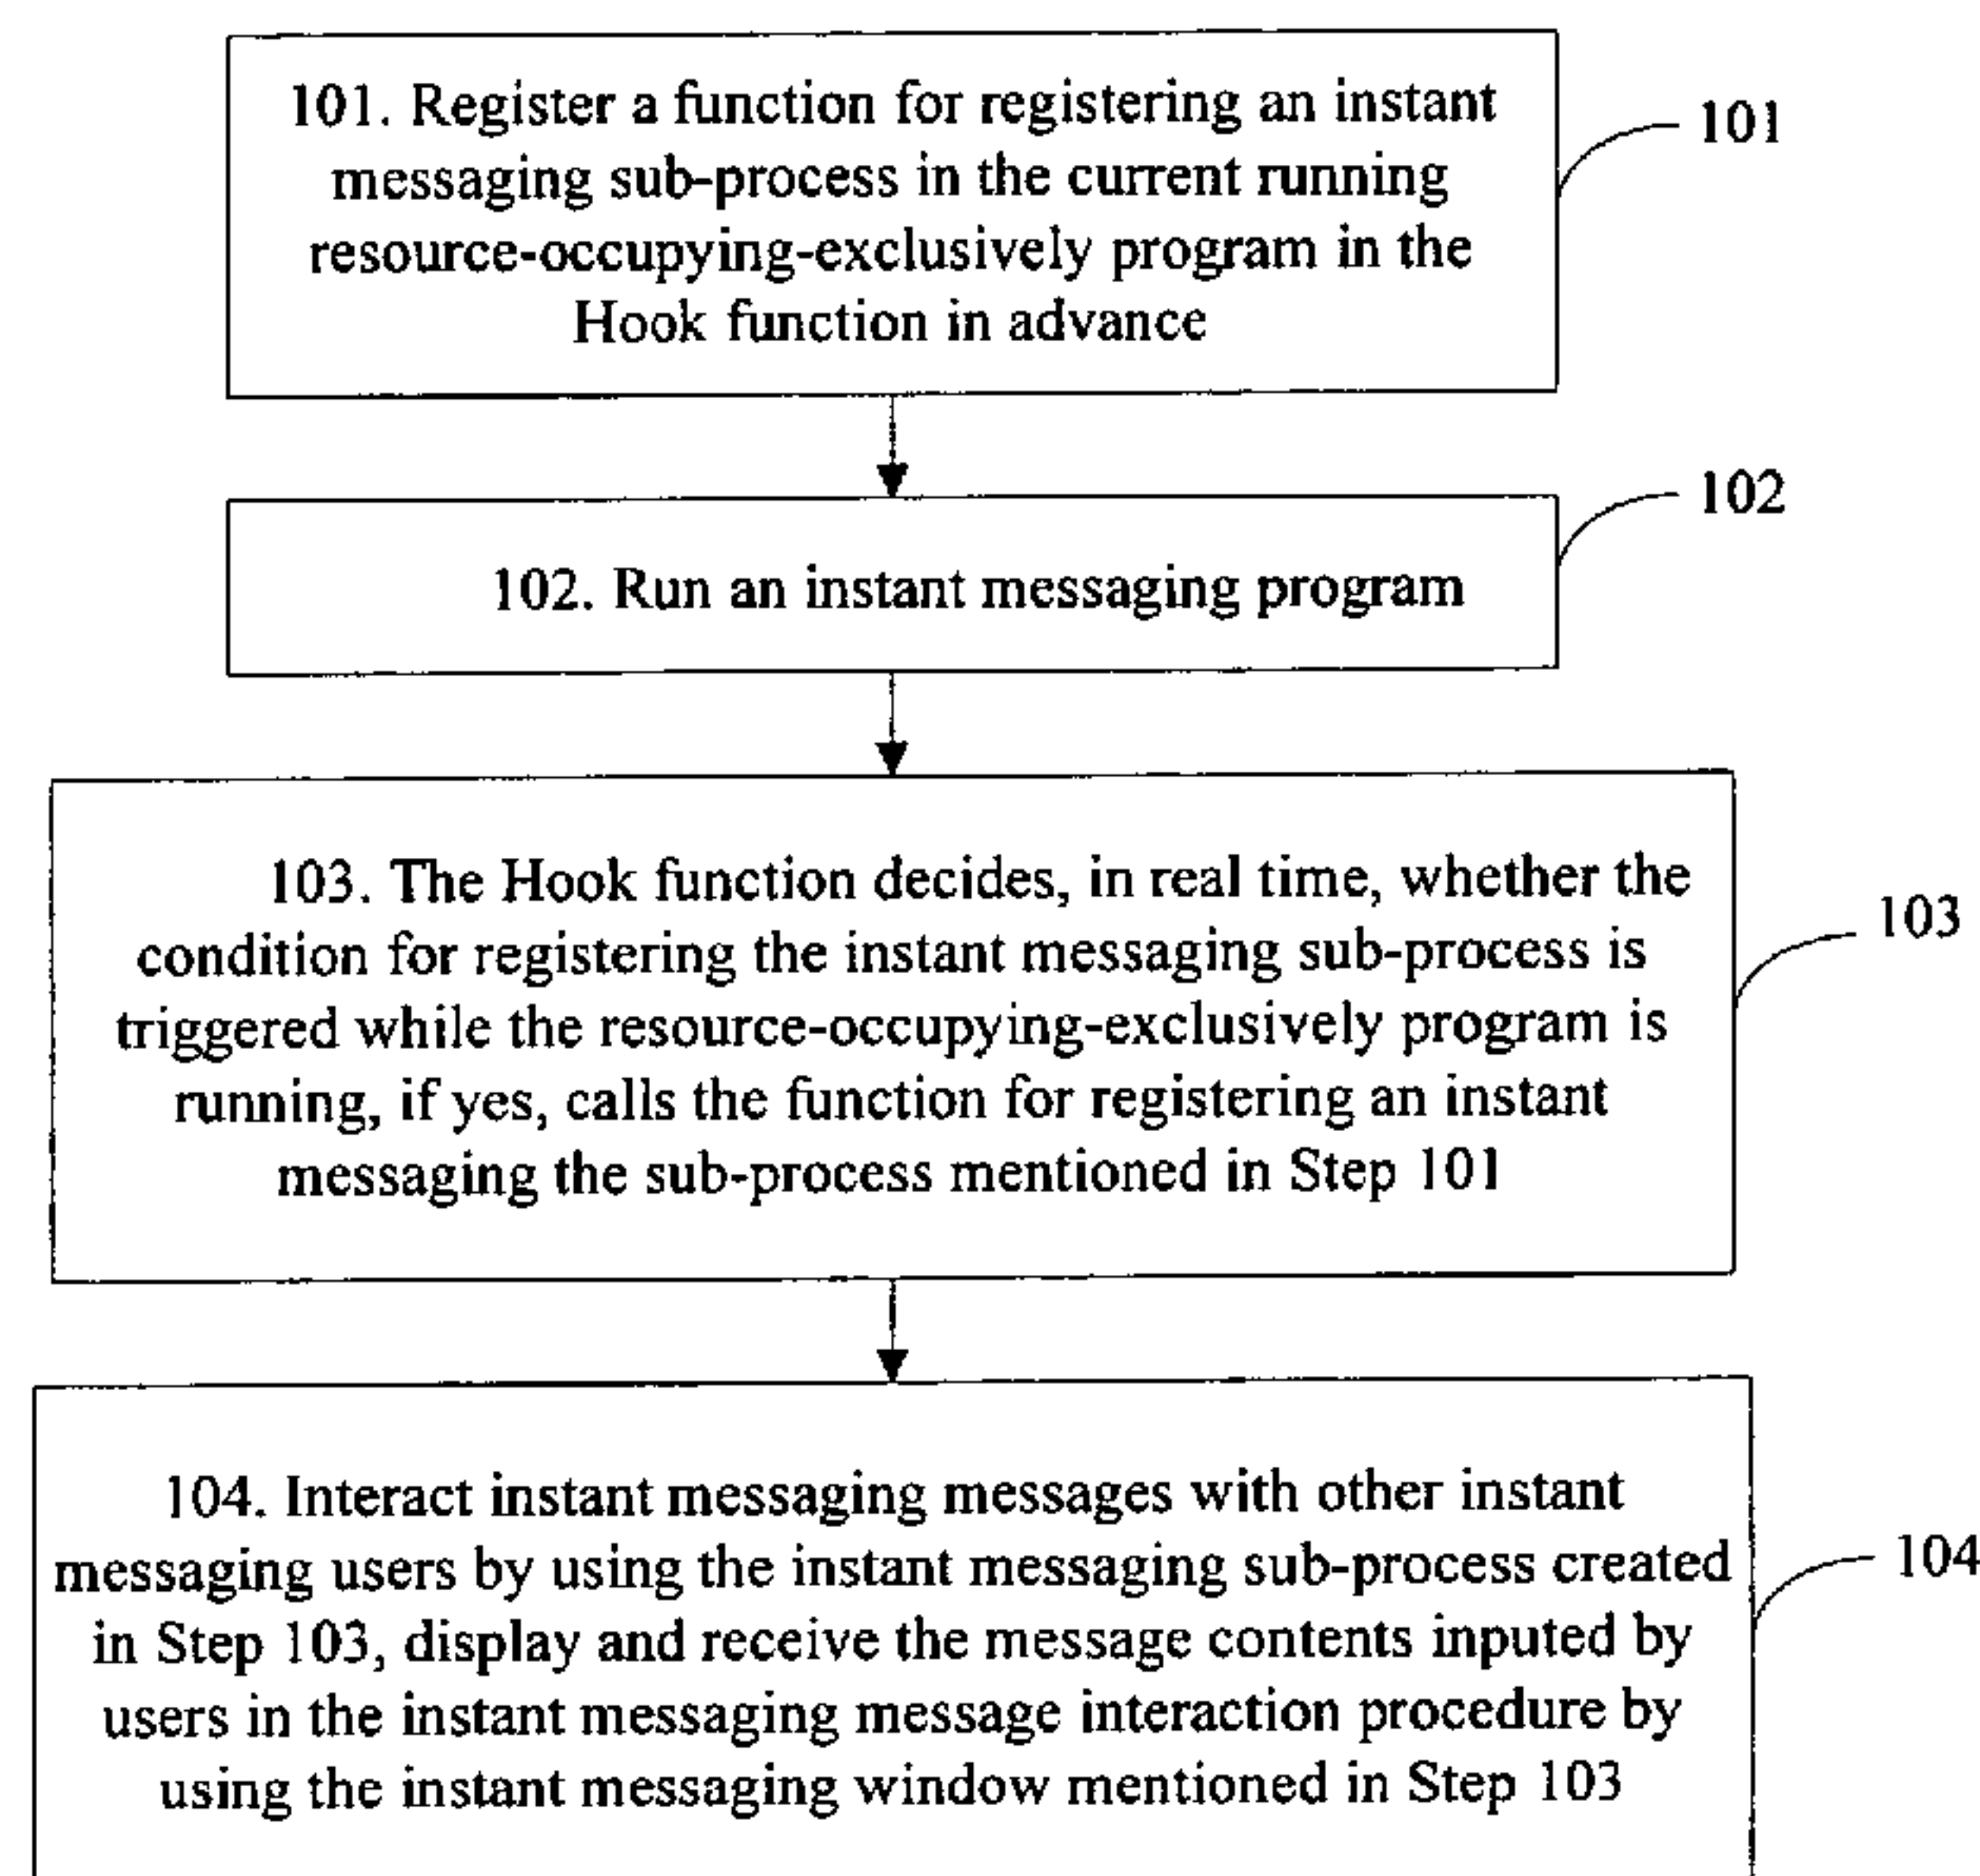 101. Register a function for registering an instant
messaging sub-process in the current running
resource-occupying-exclusively program in the
Hook function in advance
101
102. Run an instant messaging program
102
103. The Hook function decides, in real time, whether the
condition for registering the instant messaging sub-process is
triggered while the resource-occupying-exclusively program is
running, if yes, calls the function for registering an instant
messaging the sub-process mentioned in Step 101
103
104. Interact instant messaging messages with other instant
messaging users by using the instant messaging sub-process created
in Step 103, display and receive the message contents inputed by
users in the instant messaging message interaction procedure by
using the instant messaging window mentioned in Step 103
104